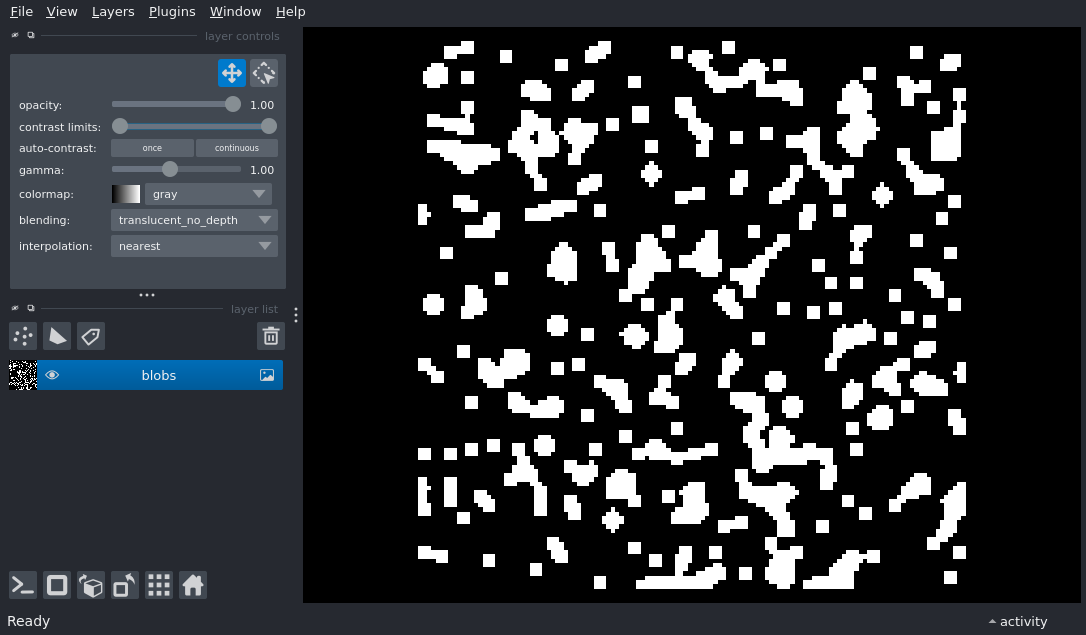 File View Layers Plugins Window Help
layer controls
opacity: 1.00
contrast limits:
auto-contrast: once continuous
gamma: 1.00
colormap: gray
blending: translucent_no_depth
interpolation: nearest
layer list
blobs
Ready activity